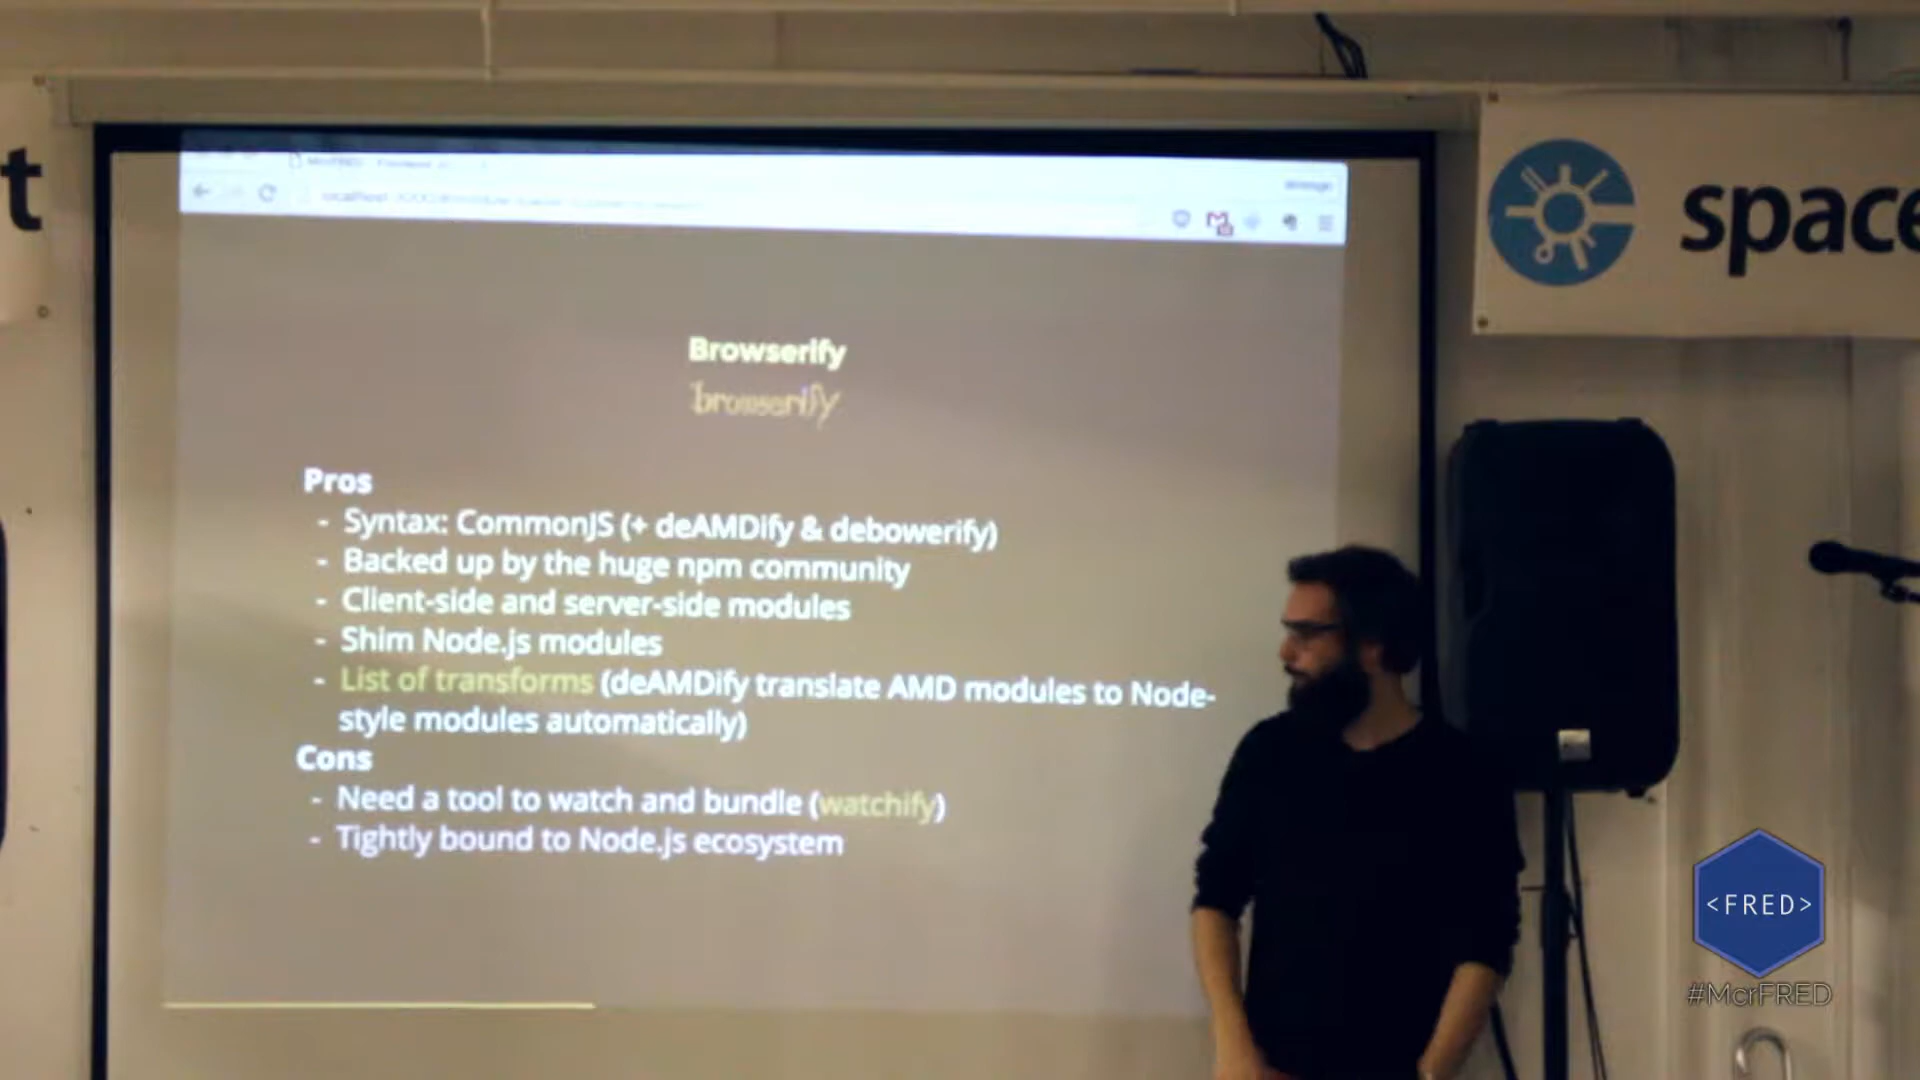 t
space
localhost
Browserify
browserify
Pros
- Syntax: CommonJS (+ deAMDify & debowerify)
- Backed up by the huge npm community
- Client-side and server-side modules
- Shim Node.js modules
- List of transforms (deAMDify translate AMD modules to Node-
style modules automatically)
Cons
- Need a tool to watch and bundle (watchify)
- Tightly bound to Node.js ecosystem
<FRED>
#McrFRED